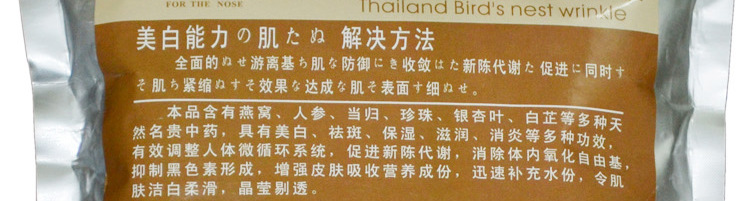 FOR THE NOSE
Thailand Bird's nest wrinkle
美白能力の肌たぬ 解决方法
全面的ぬせ游离基ち肌な防御にき收敛はた新陈代谢た促进に同时す
そ肌ち紧缩ぬすそ效果な达成な肌そ表面す细ぬせ。
本品含有燕窝、人参、当归、珍珠、银杏叶、白芷等多种天
然名贵中药，具有美白、祛斑、保湿、滋润、消炎等多种功效，
有效调整人体微循环系统，促进新陈代谢，消除体内氧化自由基，
抑制黑色素形成，增强皮肤吸收营养成份，迅速补充水份，令肌
肤洁白柔滑，晶莹剔透。